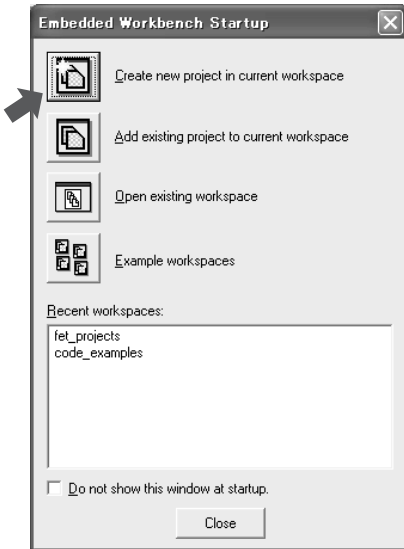 Embedded Workbench Startup
Create new project in current workspace
Add existing project to current workspace
Open existing workspace
Example workspaces
Recent workspaces:
fet_projects
code_examples
Do not show this window at startup.
Close